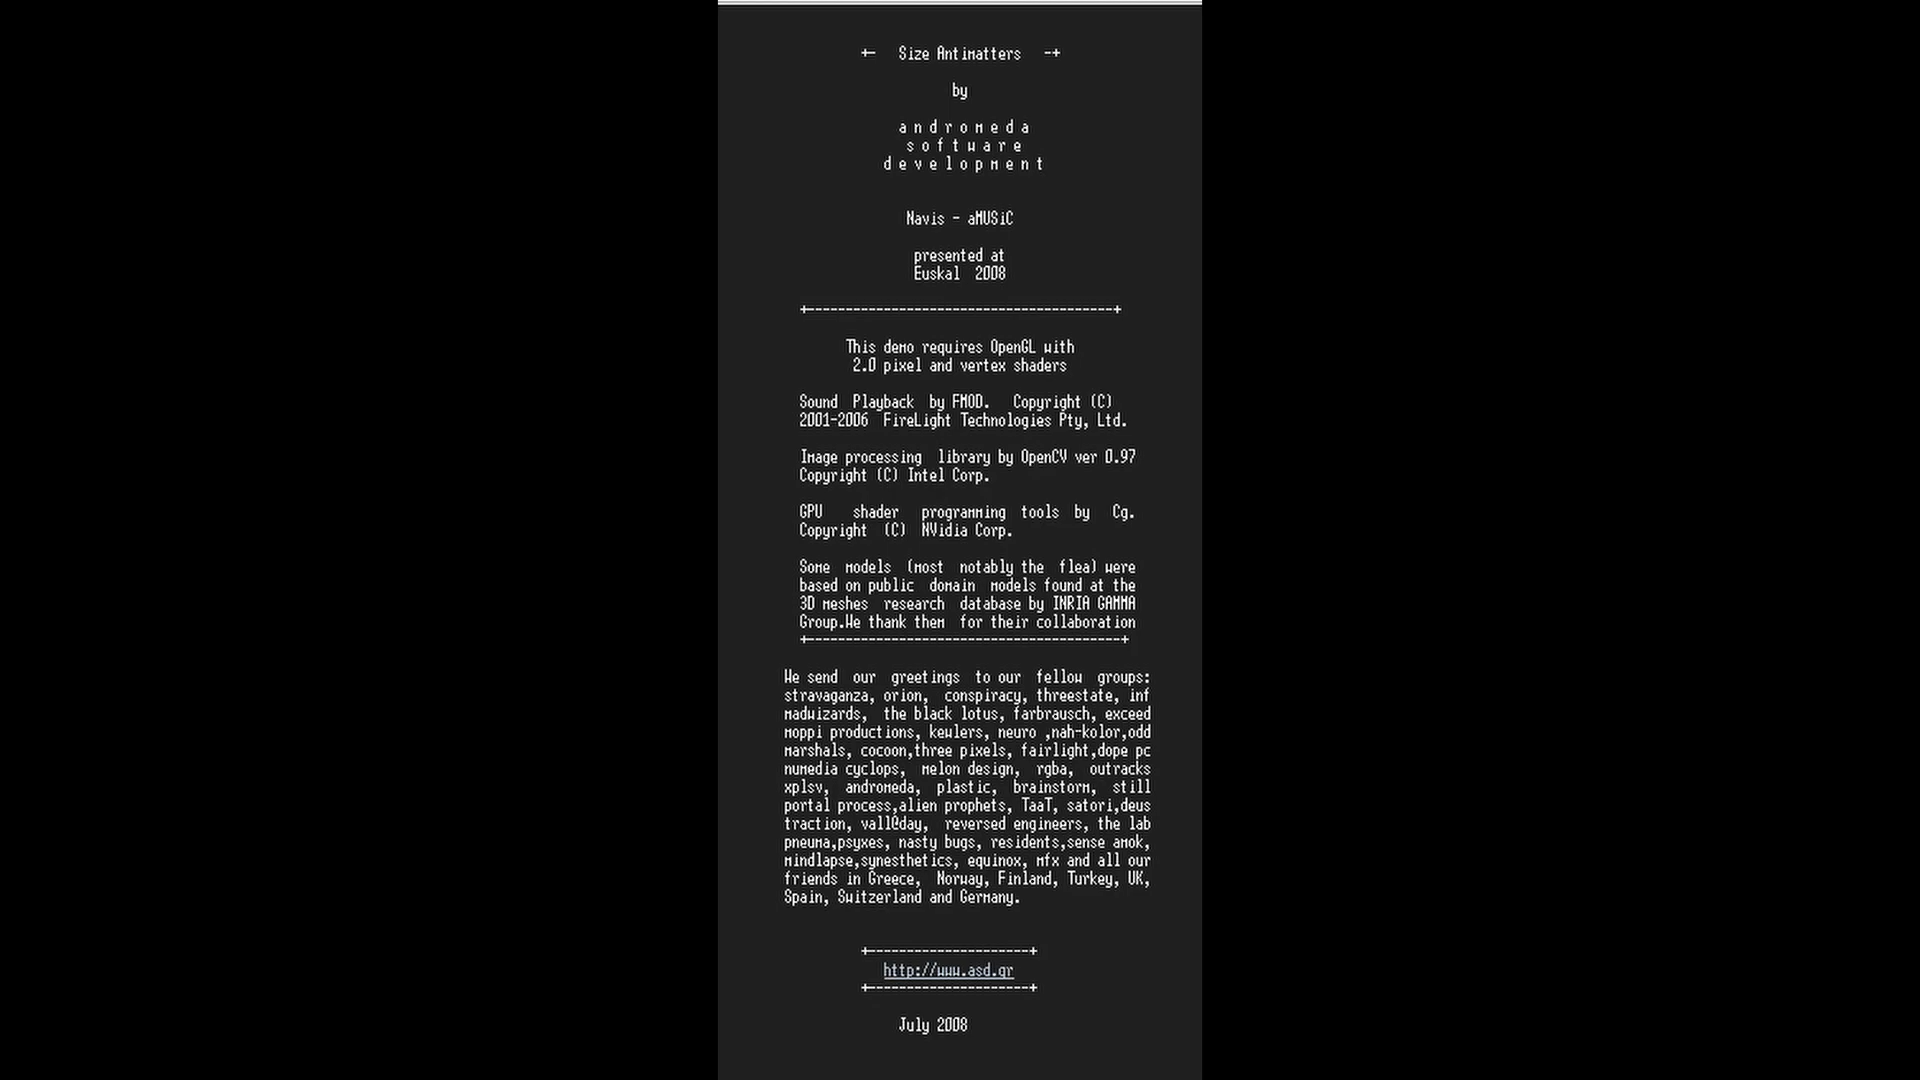 +- Size Antimatters -+
by
a n d r o m e d a
s o f t w a r e
d e v e l o p m e n t
Navis - aMUSiC
presented at
Euskal 2008
+----------------------------------------+
This demo requires OpenGL with
2.0 pixel and vertex shaders
Sound Playback by FMOD. Copyright (C)
2001-2006 FireLight Technologies Pty, Ltd.
Image processing library by OpenCV ver 0.97
Copyright (C) Intel Corp.
GPU shader programming tools by Cg.
Copyright (C) NVidia Corp.
Some models (most notably the flea) were
based on public domain models found at the
3D meshes research database by INRIA GAMMA
Group.We thank them for their collaboration
+-----------------------------------------+
We send our greetings to our fellow groups:
stravaganza, orion, conspiracy, threestate, inf
madwizards, the black lotus, farbrausch, exceed
moppi productions, kewlers, neuro ,nah-kolor,odd
marshals, cocoon,three pixels, fairlight,dope pc
numedia cyclops, melon design, rgba, outracks
xplsv, andromeda, plastic, brainstorm, still
portal process,alien prophets, TaaT, satori,deus
traction, vall@day, reversed engineers, the lab
pneuma,psyxes, nasty bugs, residents,sense amok,
mindlapse,synesthetics, equinox, mfx and all our
friends in Greece, Norway, Finland, Turkey, UK,
Spain, Switzerland and Germany.
+---------------------+
http://www.asd.gr
+---------------------+
July 2008